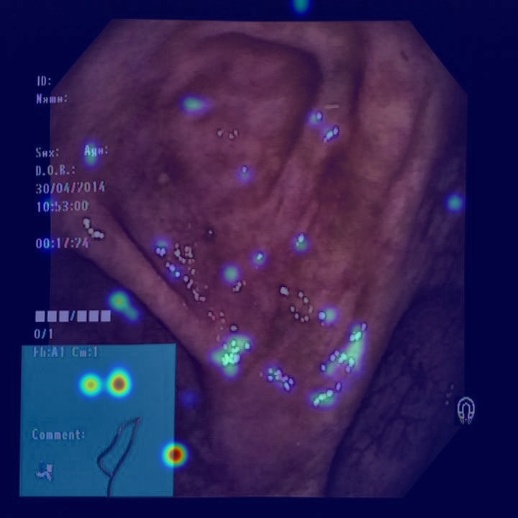 ID:
Name:
Sex: Age:
D.O.B.:
30/04/2014
10:53:00
00:17:24
/
0/1
Eh:A1 Cm:1
Comment: